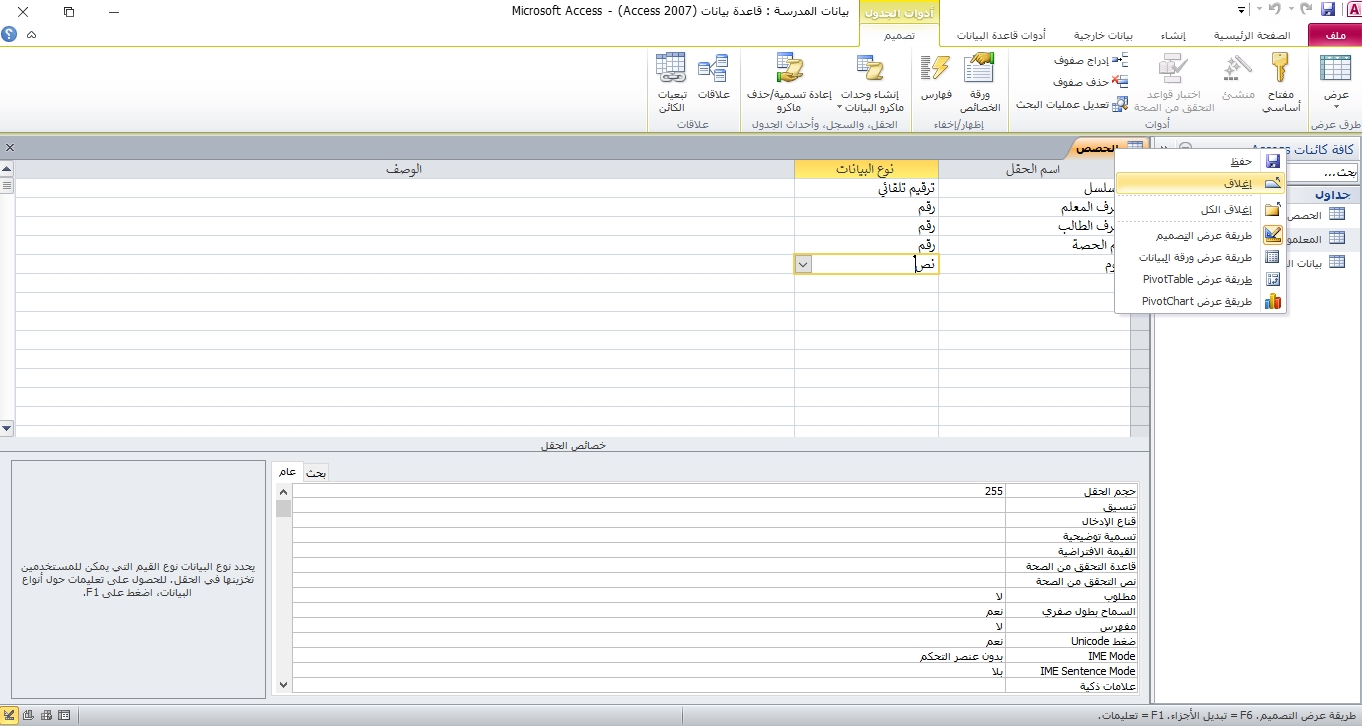 بيانات المدرسة : قاعدة بيانات (Access 2007) - Microsoft Access
أدوات الجدول
ملف
الصفحة الرئيسية
إنشاء
بيانات خارجية
أدوات قاعدة البيانات
تصميم
عرض
مفتاح أساسي
منشئ
اختبار قواعد التحقق من الصحة
إدراج صفوف
حذف صفوف
تعديل عمليات البحث
ورقة الخصائص
فهارس
إنشاء وحدات ماكرو البيانات
إعادة تسمية/حذف ماكرو
علاقات
تبعيات الكائن
طرق عرض
أدوات
إظهار/إخفاء
الحقل، والسجل، وأحداث الجدول
علاقات
كافة كائنات
بحث...
جداول
الحصص
المعلمو
بيانات ال
الحصص
حفظ
إغلاق
إغلاق الكل
طريقة عرض التصميم
طريقة عرض ورقة البيانات
طريقة عرض PivotTable
طريقة عرض PivotChart
اسم الحقل
نوع البيانات
الوصف
سلسل
ترقيم تلقائي
رف المعلم
رقم
رف الطالب
رقم
م الحصة
رقم
وم
نص
خصائص الحقل
عام
بحث
حجم الحقل
255
تنسيق
قناع الإدخال
تسمية توضيحية
القيمة الافتراضية
قاعدة التحقق من الصحة
نص التحقق من الصحة
مطلوب
لا
السماح بطول صفري
نعم
مفهرس
لا
ضغط Unicode
نعم
IME Mode
بدون عنصر التحكم
IME Sentence Mode
بلا
علامات ذكية
يحدد نوع البيانات نوع القيم التي يمكن للمستخدمين
تخزينها في الحقل. للحصول على تعليمات حول أنواع
البيانات، اضغط على F1.
طريقة عرض التصميم. F6 = تبديل الأجزاء. F1 = تعليمات.